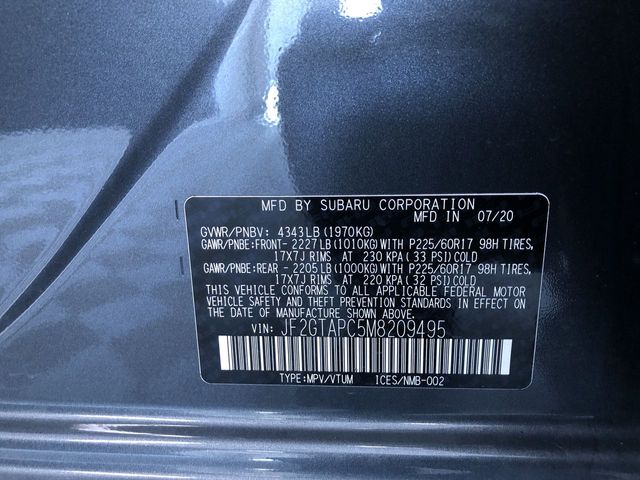 MFD BY SUBARU CORPORATION
MFD IN 07/20
GVWR/PNBV: 4343LB(1970KG)
GAWR/PNBE:FRONT-2227LB(1010KG)WITH P225/60R17 98H TIRES,
17X7J RIMS AT 230 KPA( 33 PSI)COLD
GAWR/PNBE:REAR -2205LB(1000KG)WITH P225/60R17 98H TIRES,
17X7J RIMS AT 220 KPA( 32 PSI)COLD
THIS VEHICLE CONFORMS TO ALL APPLICABLE FEDERAL MOTOR
VEHICLE SAFETY AND THEFT PREVENTION STANDARDS IN EFFECT ON
THE DATE OF MANUFACTURE SHOWN ABOVE.
VIN: JF2GTAPC5M8209495
TYPE:MPV/VTUM ICES/NMB-002